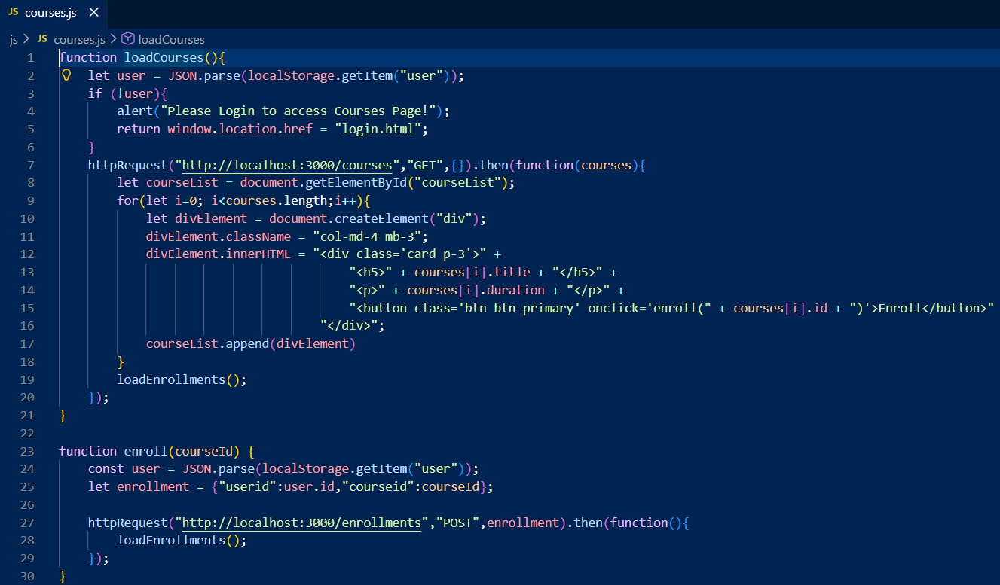 JS courses.js ×
js > JS courses.js > loadCourses
1 function loadCourses(){
2     let user = JSON.parse(localStorage.getItem("user"));
3     if (!user){
4         alert("Please Login to access Courses Page!");
5         return window.location.href = "login.html";
6     }
7     httpRequest("http://localhost:3000/courses","GET",{}).then(function(courses){
8         let courseList = document.getElementById("courseList");
9         for(let i=0; i<courses.length;i++){
10             let divElement = document.createElement("div");
11             divElement.className = "col-md-4 mb-3";
12             divElement.innerHTML = "<div class='card p-3'>" +
13                                         "<h5>" + courses[i].title + "</h5>" +
14                                         "<p>" + courses[i].duration + "</p>" +
15                                         "<button class='btn btn-primary' onclick='enroll(" + courses[i].id + ")'>Enroll</button>"
16                                     "</div>";
17             courseList.append(divElement)
18         }
19         loadEnrollments();
20     });
21 }
22
23 function enroll(courseId) {
24     const user = JSON.parse(localStorage.getItem("user"));
25     let enrollment = {"userid":user.id,"courseid":courseId};
26
27     httpRequest("http://localhost:3000/enrollments","POST",enrollment).then(function(){
28         loadEnrollments();
29     });
30 }